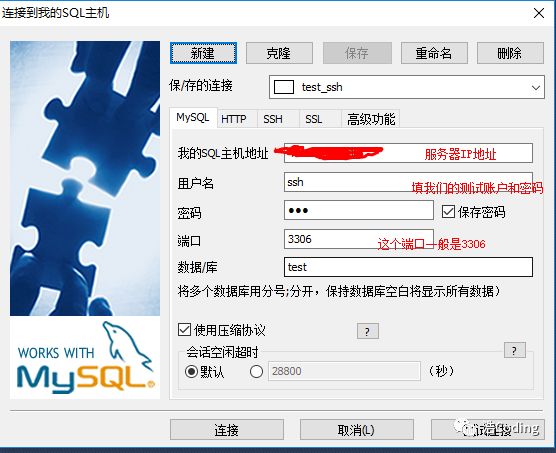 连接到我的SQL主机
新建
克隆
保存
重命名
删除
保/存的连接
test_ssh
MySQL
HTTP
SSH
SSL
高级功能
我的SQL主机地址
服务器IP地址
用户名
ssh
填我们的测试账户和密码
密码
●●●
保存密码
端口
3306
这个端口一般是3306
数据/库
test
将多个数据库用分号;分开，保持数据库空白将显示所有数据）
使用压缩协议
?
会话空闲超时
?
默认
28800
（秒）
WORKS WITH
MySQL®
连接
取消(L)
Coding